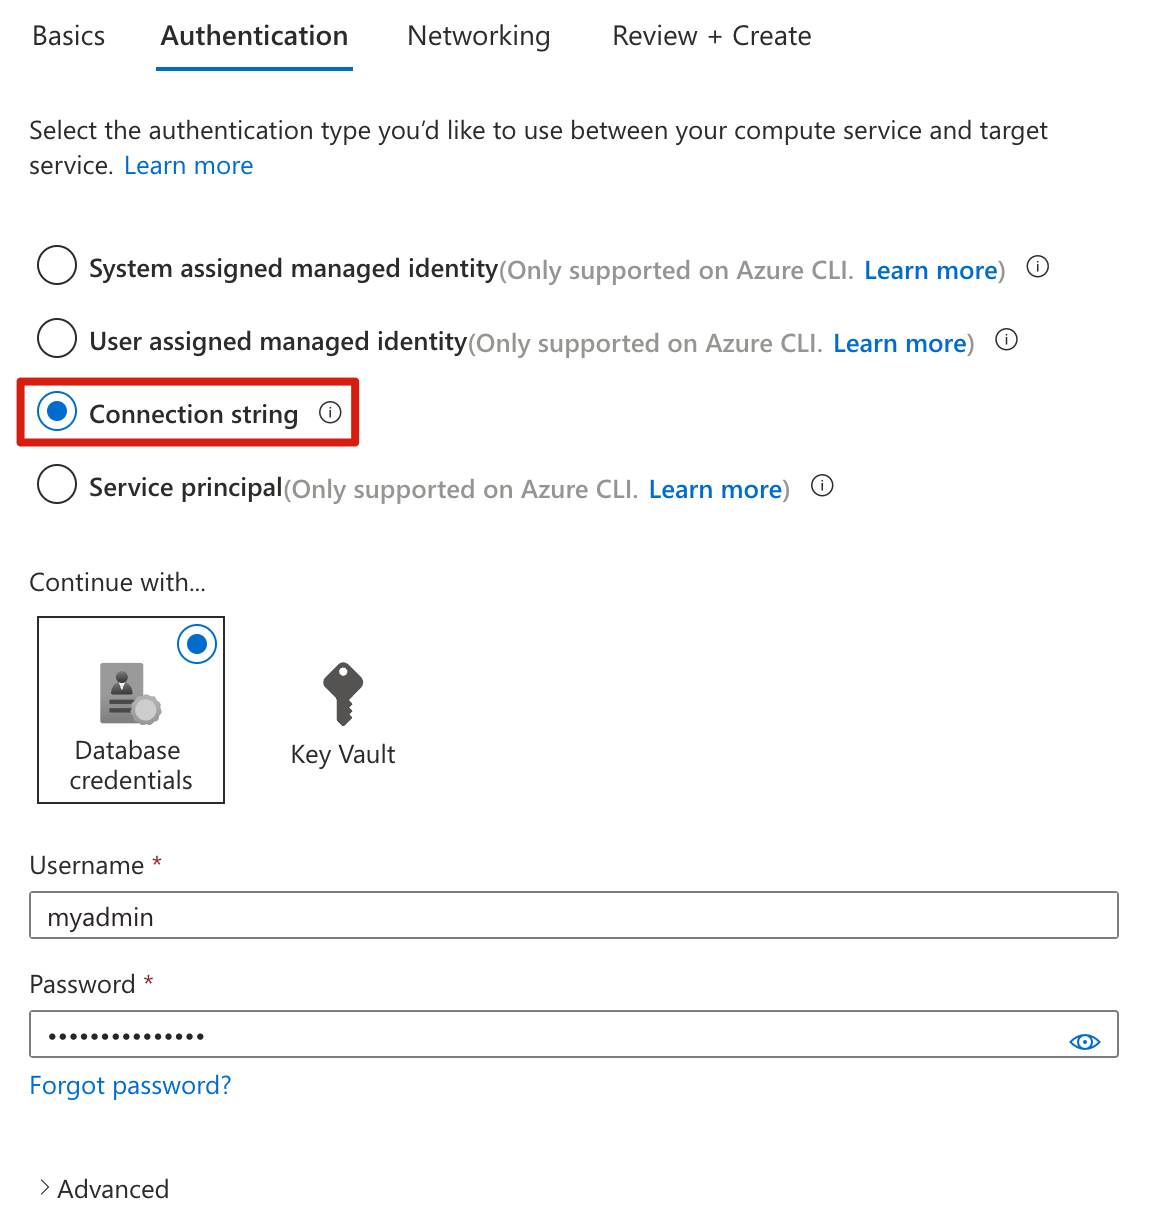 Basics Authentication Networking Review + Create
Select the authentication type you’d like to use between your compute service and target
service. Learn more
System assigned managed identity(Only supported on Azure CLI. Learn more)
User assigned managed identity(Only supported on Azure CLI. Learn more)
Connection string
Service principal(Only supported on Azure CLI. Learn more)
Continue with...
Database
credentials
Key Vault
Username *
myadmin
Password *
•••••••••••••••
Forgot password?
Advanced